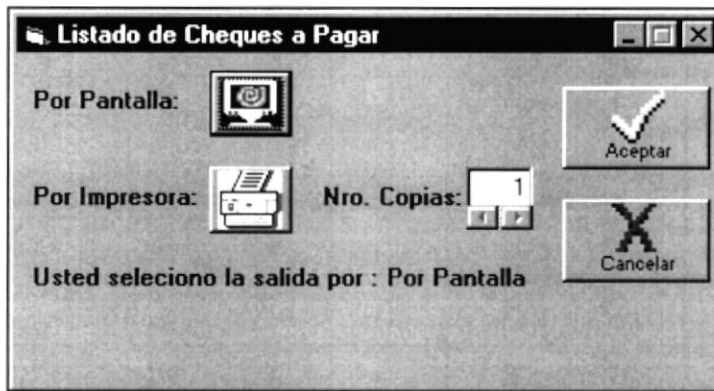 Listado de Cheques a Pagar
Por Pantalla:
Aceptar
Por Impresora:
Nro. Copias: 1
Cancelar
Usted seleciono la salida por : Por Pantalla